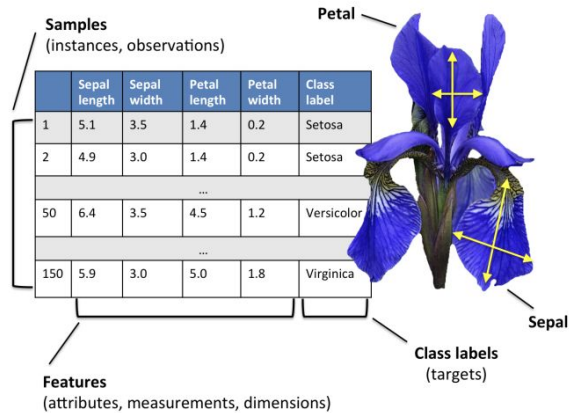 Samples
(instances, observations)
Petal
Sepal length Sepal width Petal length Petal width Class label
1 5.1 3.5 1.4 0.2 Setosa
2 4.9 3.0 1.4 0.2 Setosa
...
50 6.4 3.5 4.5 1.2 Versicolor
...
150 5.9 3.0 5.0 1.8 Virginica
Sepal
Class labels
(targets)
Features
(attributes, measurements, dimensions)